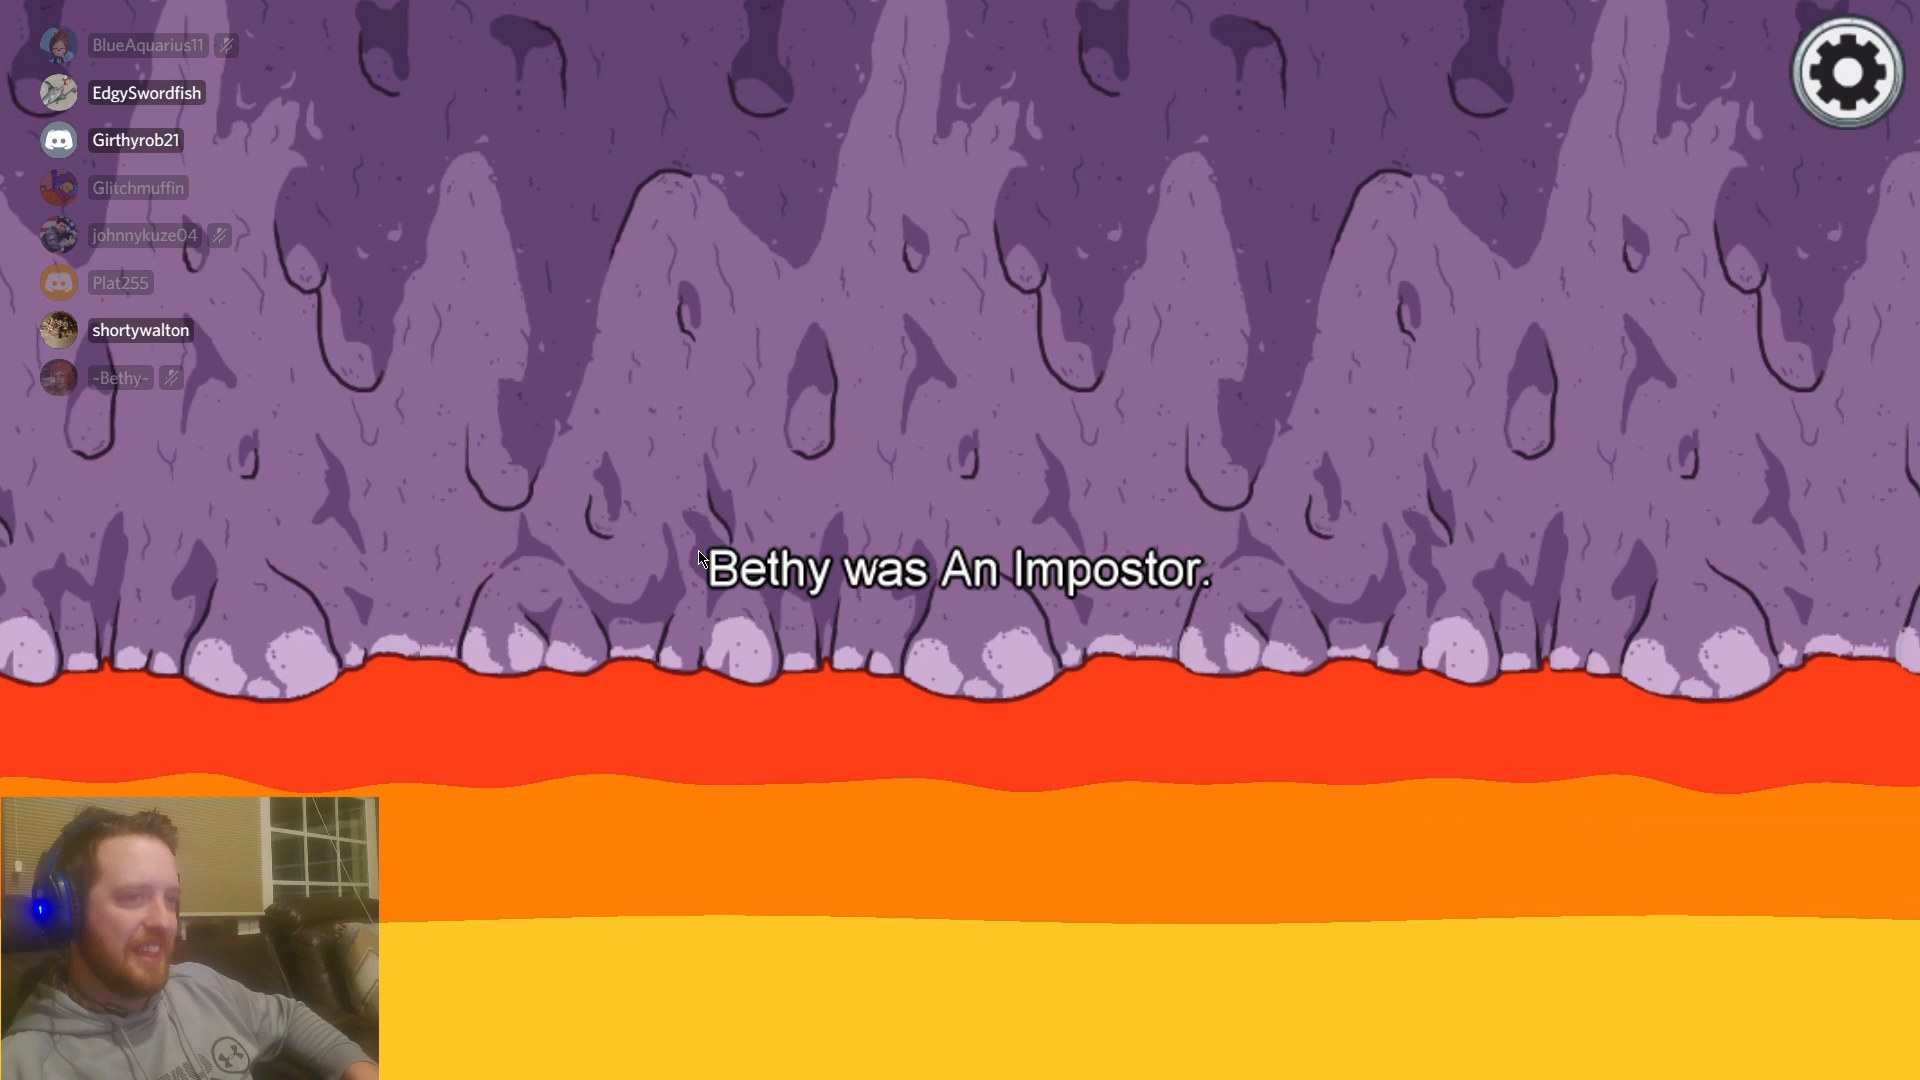 BlueAquarius11
EdgySwordfish
Girthyrob21
Glitchmuffin
johnnykuze04
Plat255
shortywalton
~Bethy~
Bethy was An Impostor.